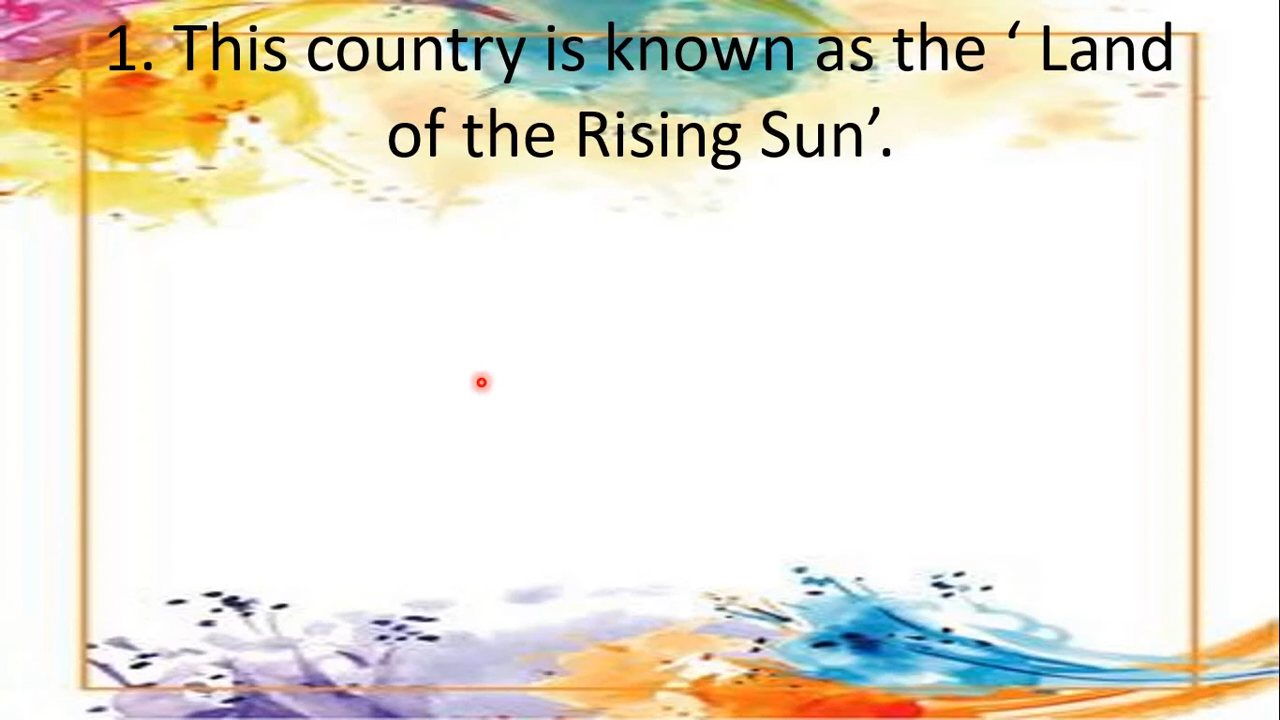 1. This country is known as the ‘ Land
of the Rising Sun’.